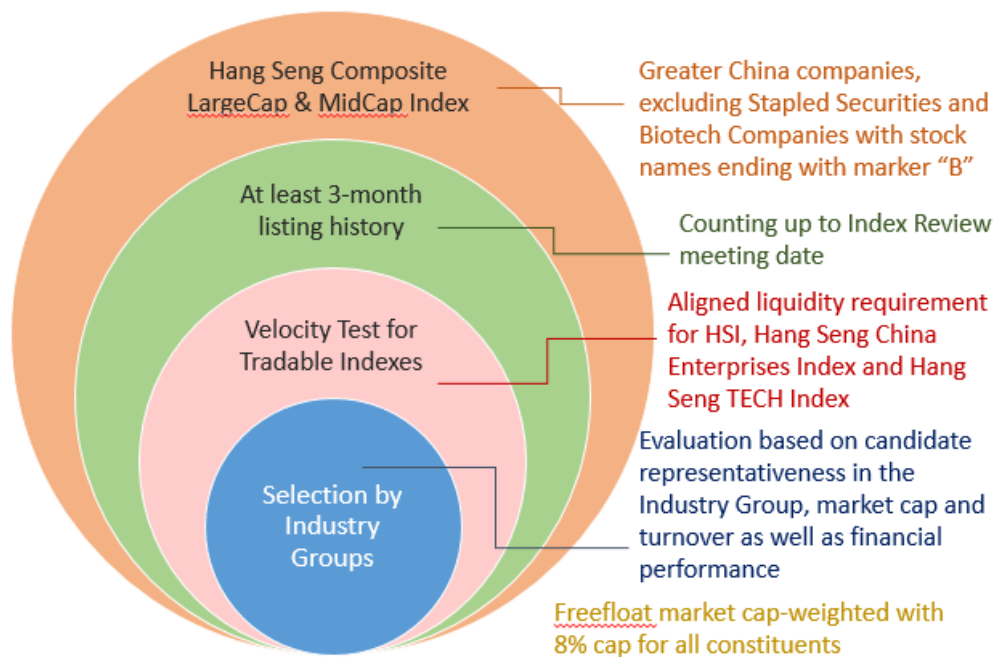 Hang Seng Composite
LargeCap & MidCap Index
Greater China companies,
excluding Stapled Securities and
Biotech Companies with stock
names ending with marker “B”
At least 3-month
listing history
Counting up to Index Review
meeting date
Velocity Test for
Tradable Indexes
Aligned liquidity requirement
for HSI, Hang Seng China
Enterprises Index and Hang
Seng TECH Index
Selection by
Industry
Groups
Evaluation based on candidate
representativeness in the
Industry Group, market cap and
turnover as well as financial
performance
Freefloat market cap-weighted with
8% cap for all constituents